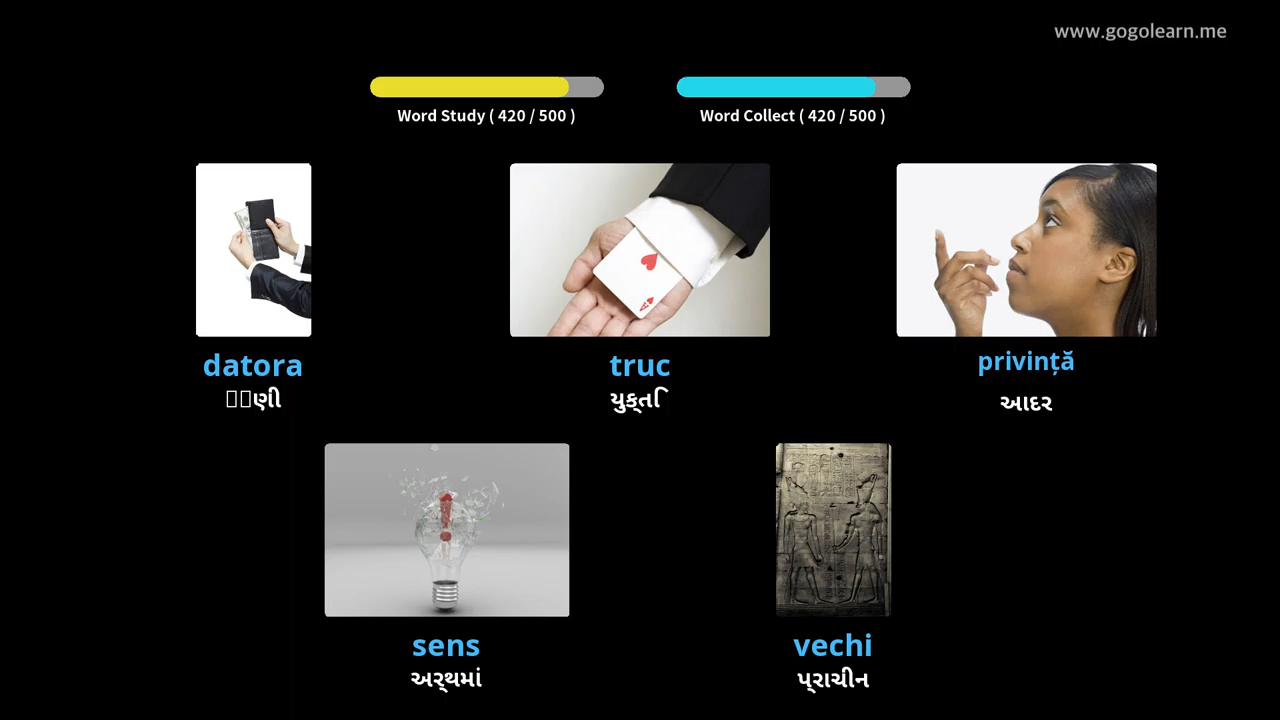 www.gogolearn.me
Word Study ( 420 / 500 )
Word Collect ( 420 / 500 )
datora
truc
privință
યુક્તિ
આદર
sens
vechi
અર્થમાં
પ્રાચીન